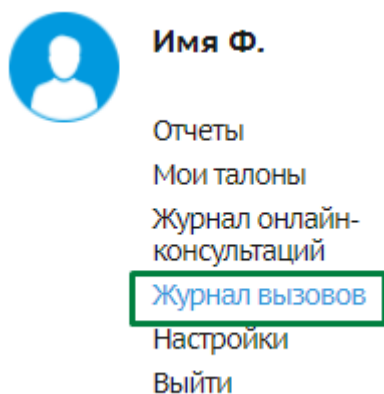 Имя Ф.
Отчеты
Мои талоны
Журнал онлайн-
консультаций
Журнал вызовов
Настройки
Выйти